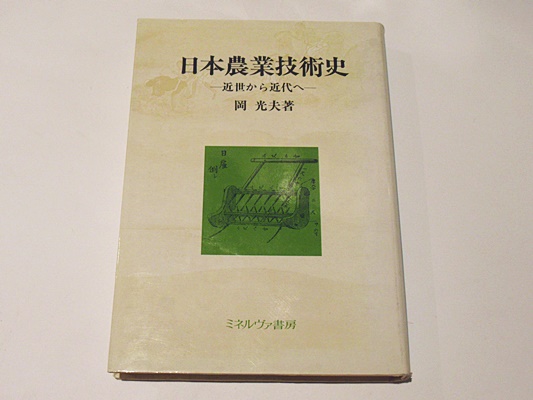 日本農業技術史
―近世から近代へ―
岡 光夫著
ミネルヴァ書房